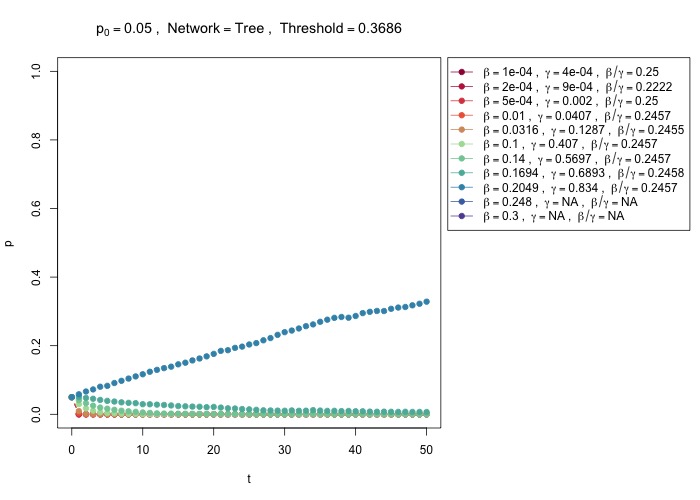 p0 = 0.05 , Network = Tree , Threshold = 0.3686
1.0
0.8
0.6
0.4
0.2
0.0
p
0 10 20 30 40 50
t
β = 1e-04 , γ = 4e-04 , β/γ = 0.25
β = 2e-04 , γ = 9e-04 , β/γ = 0.2222
β = 5e-04 , γ = 0.002 , β/γ = 0.25
β = 0.01 , γ = 0.0407 , β/γ = 0.2457
β = 0.0316 , γ = 0.1287 , β/γ = 0.2455
β = 0.1 , γ = 0.407 , β/γ = 0.2457
β = 0.14 , γ = 0.5697 , β/γ = 0.2457
β = 0.1694 , γ = 0.6893 , β/γ = 0.2458
β = 0.2049 , γ = 0.834 , β/γ = 0.2457
β = 0.248 , γ = NA , β/γ = NA
β = 0.3 , γ = NA , β/γ = NA